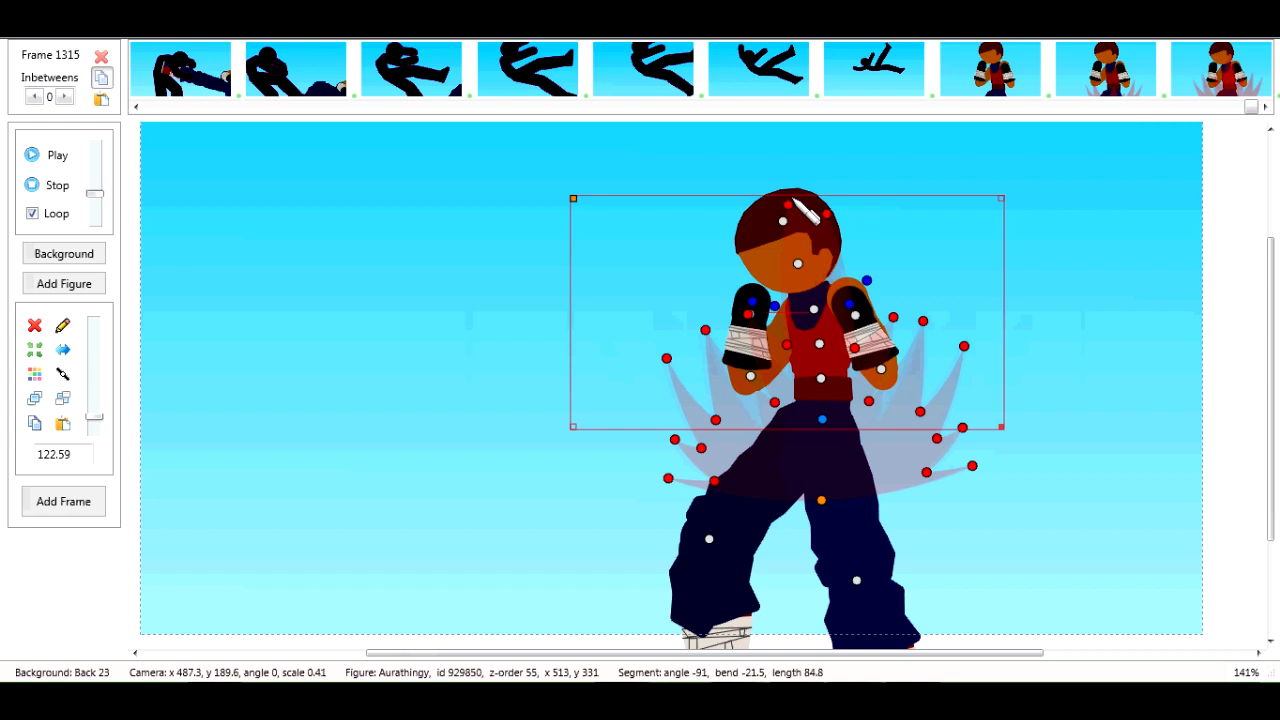 Frame 1315
Inbetweens
0
Play
Stop
Loop
Background
Add Figure
122.59
Add Frame
Background: Back 23 Camera: x 487.3, y 189.6, angle 0, scale 0.41 Figure: Aurathingy, id 929850, z-order 55, x 513, y 331 Segment: angle -91, bend -21.5, length 84.8 141%